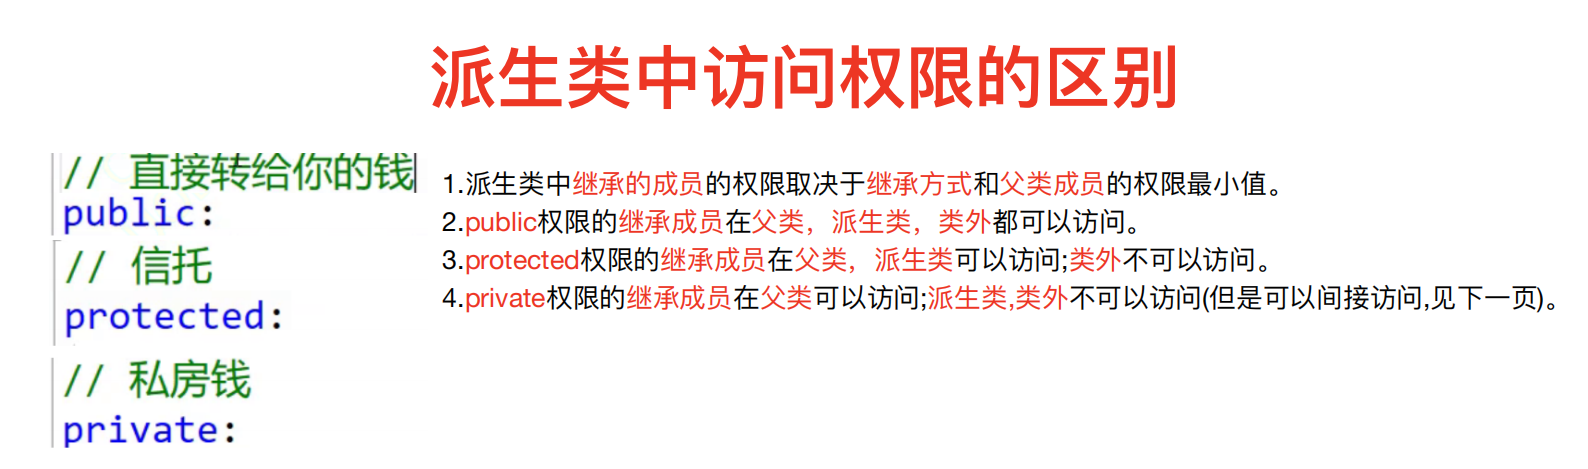 派生类中访问权限的区别
// 直接转给你的钱
public:
// 信托
protected:
// 私房钱
private:
1.派生类中继承的成员的权限取决于继承方式和父类成员的权限最小值。
2.public权限的继承成员在父类，派生类，类外都可以访问。
3.protected权限的继承成员在父类，派生类可以访问;类外不可以访问。
4.private权限的继承成员在父类可以访问;派生类,类外不可以访问(但是可以间接访问,见下一页)。